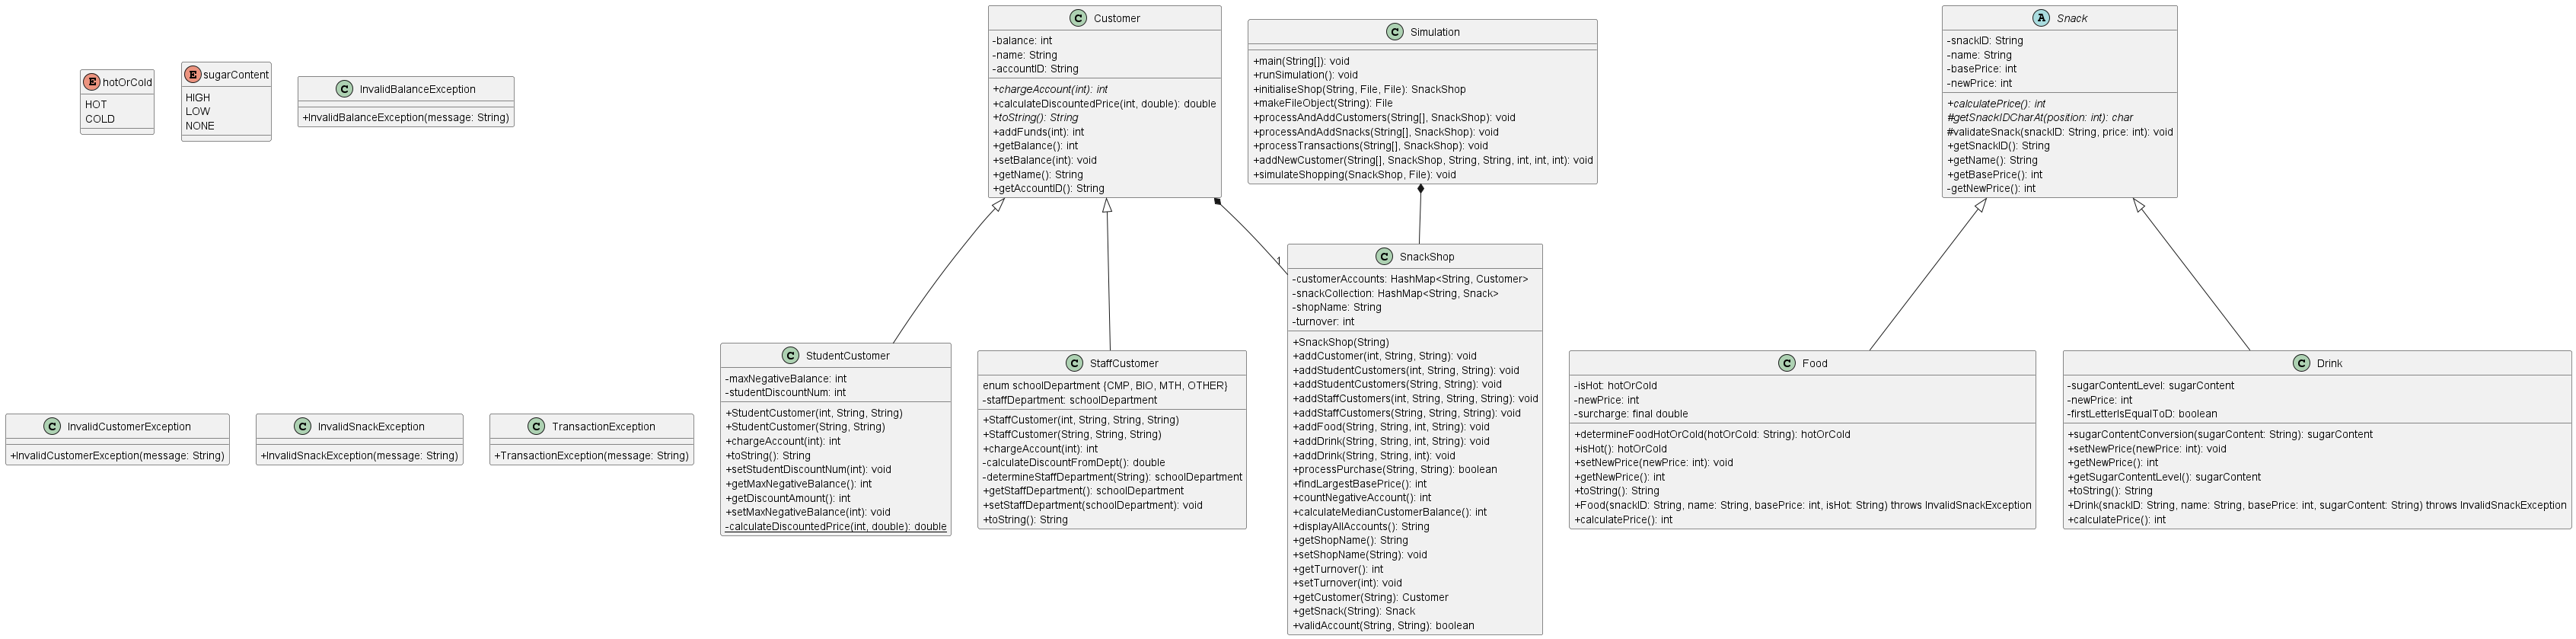 E hotOrCold
HOT
COLD
E sugarContent
HIGH
LOW
NONE
C InvalidBalanceException
+InvalidBalanceException(message: String)
C Customer
-balance: int
-name: String
-accountID: String
+chargeAccount(int): int
+calculateDiscountedPrice(int, double): double
+toString(): String
+addFunds(int): int
+getBalance(): int
+setBalance(int): void
+getName(): String
+getAccountID(): String
C Simulation
+main(String[]): void
+runSimulation(): void
+initialiseShop(String, File, File): SnackShop
+makeFileObject(String): File
+processAndAddCustomers(String[], SnackShop): void
+processAndAddSnacks(String[], SnackShop): void
+processTransactions(String[], SnackShop): void
+addNewCustomer(String[], SnackShop, String, String, int, int, int): void
+simulateShopping(SnackShop, File): void
A Snack
-snackID: String
-name: String
-basePrice: int
-newPrice: int
+calculatePrice(): int
#getSnackIDCharAt(position: int): char
#validateSnack(snackID: String, price: int): void
+getSnackID(): String
+getName(): String
+getBasePrice(): int
-getNewPrice(): int
C InvalidCustomerException
+InvalidCustomerException(message: String)
C InvalidSnackException
+InvalidSnackException(message: String)
C TransactionException
+TransactionException(message: String)
C StudentCustomer
-maxNegativeBalance: int
-studentDiscountNum: int
+StudentCustomer(int, String, String)
+StudentCustomer(String, String)
+chargeAccount(int): int
+toString(): String
+setStudentDiscountNum(int): void
+getMaxNegativeBalance(): int
+getDiscountAmount(): int
+setMaxNegativeBalance(int): void
-calculateDiscountedPrice(int, double): double
C StaffCustomer
enum schoolDepartment {CMP, BIO, MTH, OTHER}
-staffDepartment: schoolDepartment
+StaffCustomer(int, String, String, String)
+StaffCustomer(String, String, String)
+chargeAccount(int): int
-calculateDiscountFromDept(): double
-determineStaffDepartment(String): schoolDepartment
+getStaffDepartment(): schoolDepartment
+setStaffDepartment(schoolDepartment): void
+toString(): String
1
C SnackShop
-customerAccounts: HashMap<String, Customer>
-snackCollection: HashMap<String, Snack>
-shopName: String
-turnover: int
+SnackShop(String)
+addCustomer(int, String, String): void
+addStudentCustomers(int, String, String): void
+addStudentCustomers(String, String): void
+addStaffCustomers(int, String, String, String): void
+addStaffCustomers(String, String, String): void
+addFood(String, String, int, String): void
+addDrink(String, String, int, String): void
+addDrink(String, String, int): void
+processPurchase(String, String): boolean
+findLargestBasePrice(): int
+countNegativeAccount(): int
+calculateMedianCustomerBalance(): int
+displayAllAccounts(): String
+getShopName(): String
+setShopName(String): void
+getTurnover(): int
+setTurnover(int): void
+getCustomer(String): Customer
+getSnack(String): Snack
+validAccount(String, String): boolean
C Food
-isHot: hotOrCold
-newPrice: int
-surcharge: final double
+determineFoodHotOrCold(hotOrCold: String): hotOrCold
+isHot(): hotOrCold
+setNewPrice(newPrice: int): void
+getNewPrice(): int
+toString(): String
+Food(snackID: String, name: String, basePrice: int, isHot: String) throws InvalidSnackException
+calculatePrice(): int
C Drink
-sugarContentLevel: sugarContent
-newPrice: int
-firstLetterIsEqualToD: boolean
+sugarContentConversion(sugarContent: String): sugarContent
+setNewPrice(newPrice: int): void
+getNewPrice(): int
+getSugarContentLevel(): sugarContent
+toString(): String
+Drink(snackID: String, name: String, basePrice: int, sugarContent: String) throws InvalidSnackException
+calculatePrice(): int